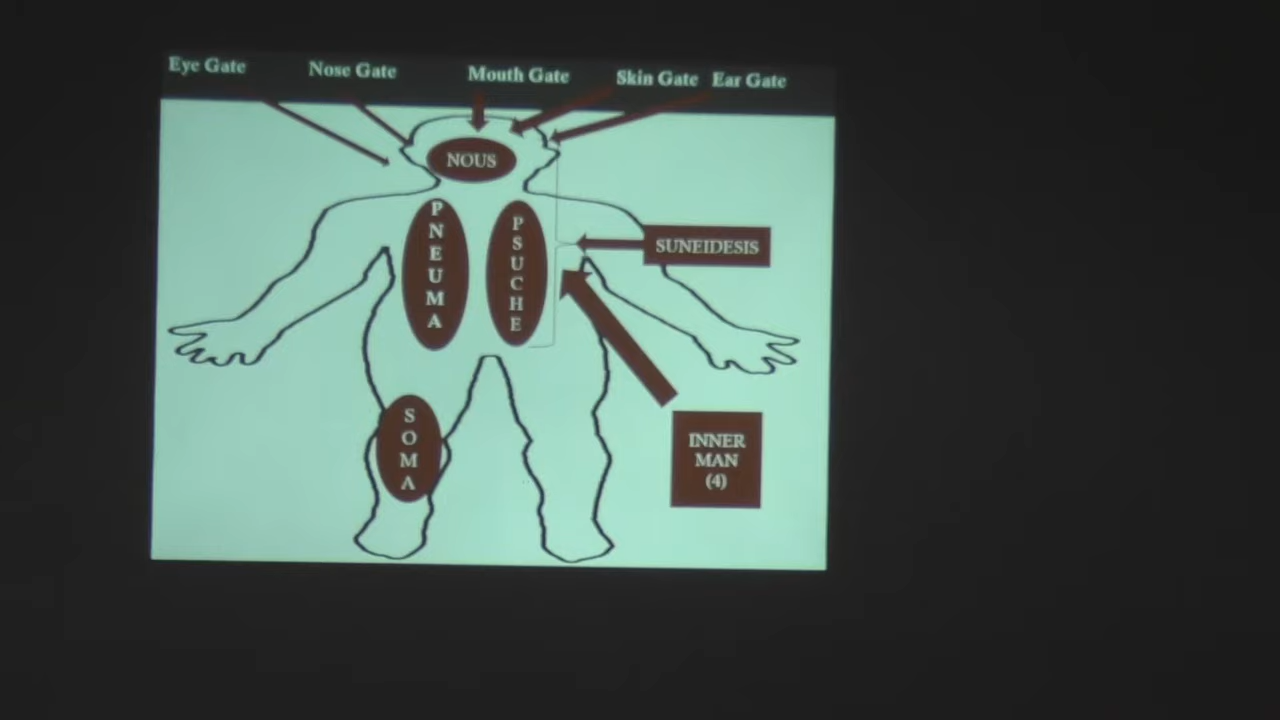 Eye Gate
Nose Gate
Mouth Gate
Skin Gate
Ear Gate
NOUS
PNEUMA
PSUCHE
SUNEIDESIS
SOMA
INNER
MAN
(4)